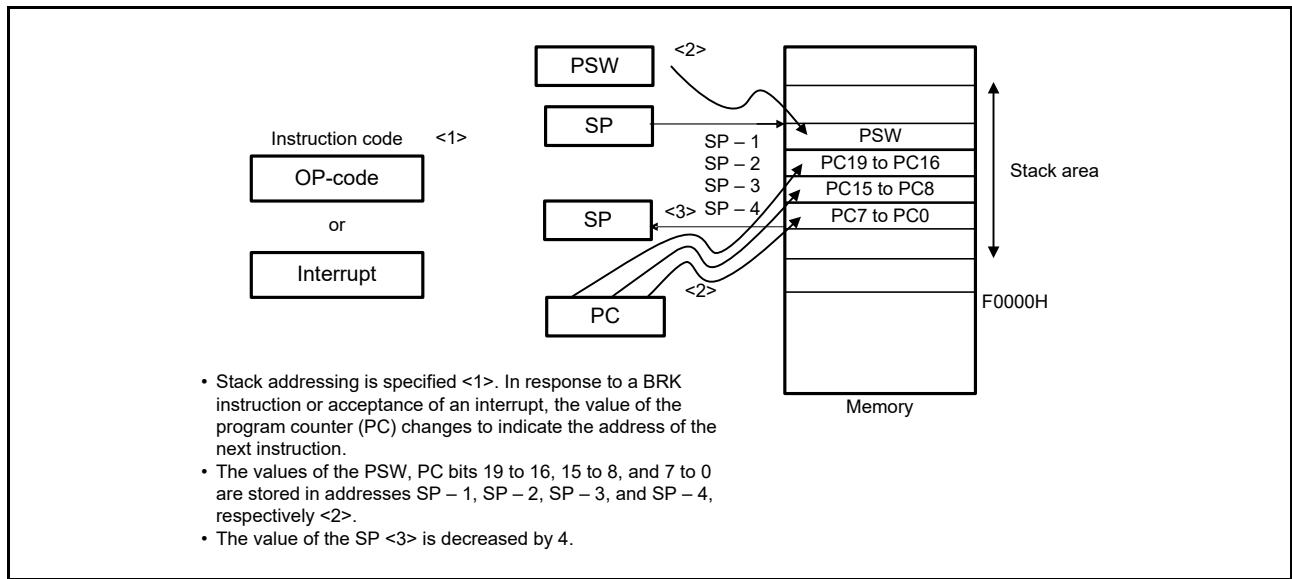 PSW
<2>
SP
PSW
Instruction code <1>
SP – 1
SP – 2
PC19 to PC16
OP-code
Stack area
SP – 3
PC15 to PC8
SP
<3>
SP – 4
PC7 to PC0
or
Interrupt
<2>
F0000H
PC
• Stack addressing is specified <1>. In response to a BRK
instruction or acceptance of an interrupt, the value of the
program counter (PC) changes to indicate the address of the
next instruction.
• The values of the PSW, PC bits 19 to 16, 15 to 8, and 7 to 0
are stored in addresses SP – 1, SP – 2, SP – 3, and SP – 4,
respectively <2>.
• The value of the SP <3> is decreased by 4.
Memory